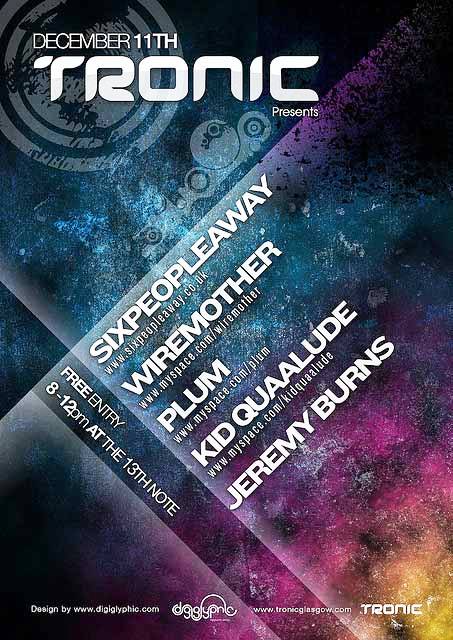 DECEMBER 11TH
TRONIC
Presents
SIXPEOPLEAWAY
www.sixpeopleaway.co.uk
WIREMOTHER
www.myspace.com/wiremother
PLUM
www.myspace.com/plum
KID QUAALUDE
www.myspace.com/kidquaalude
JEREMY BURNS
FREE ENTRY
8-12pm AT THE 13TH NOTE
Design by www.digiglyphic.com
digiglyphic
www.tronicglasgow.com
TRONIC